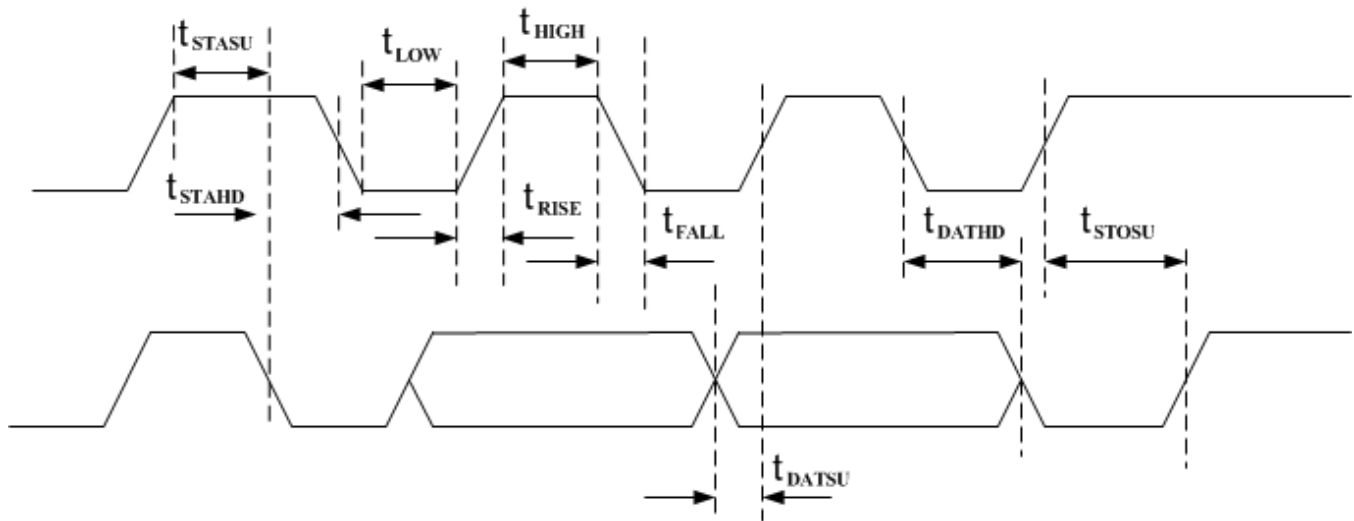 tSTASU
tLOW
tHIGH
tSTAHD
tRISE
tFALL
tDATHD
tSTOSU
tDATSU